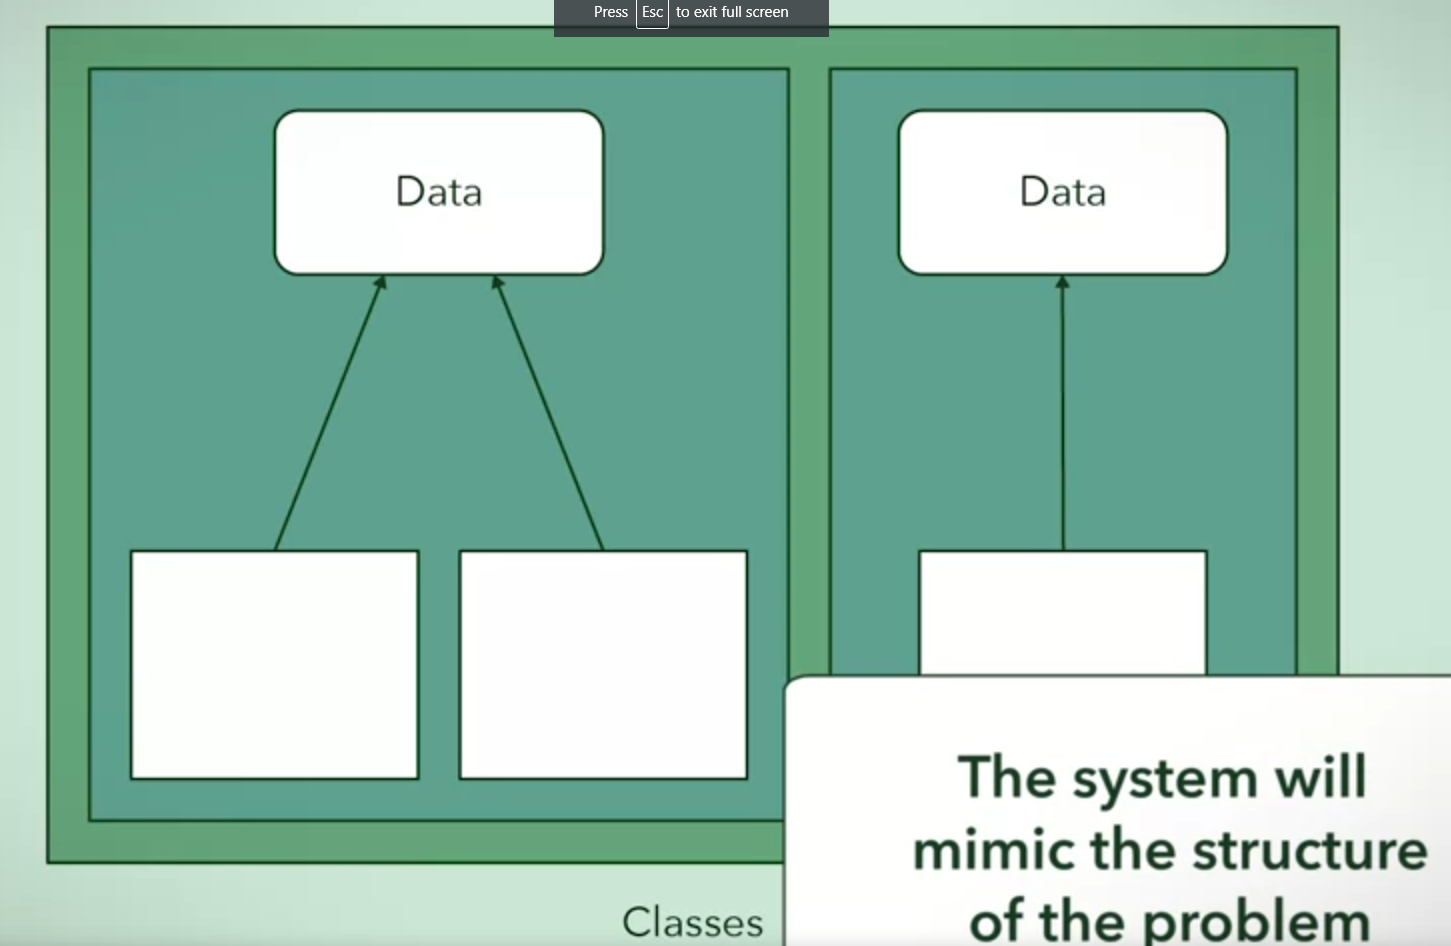 Press Esc to exit full screen
Data
Data
The system will
mimic the structure
of the problem
Classes